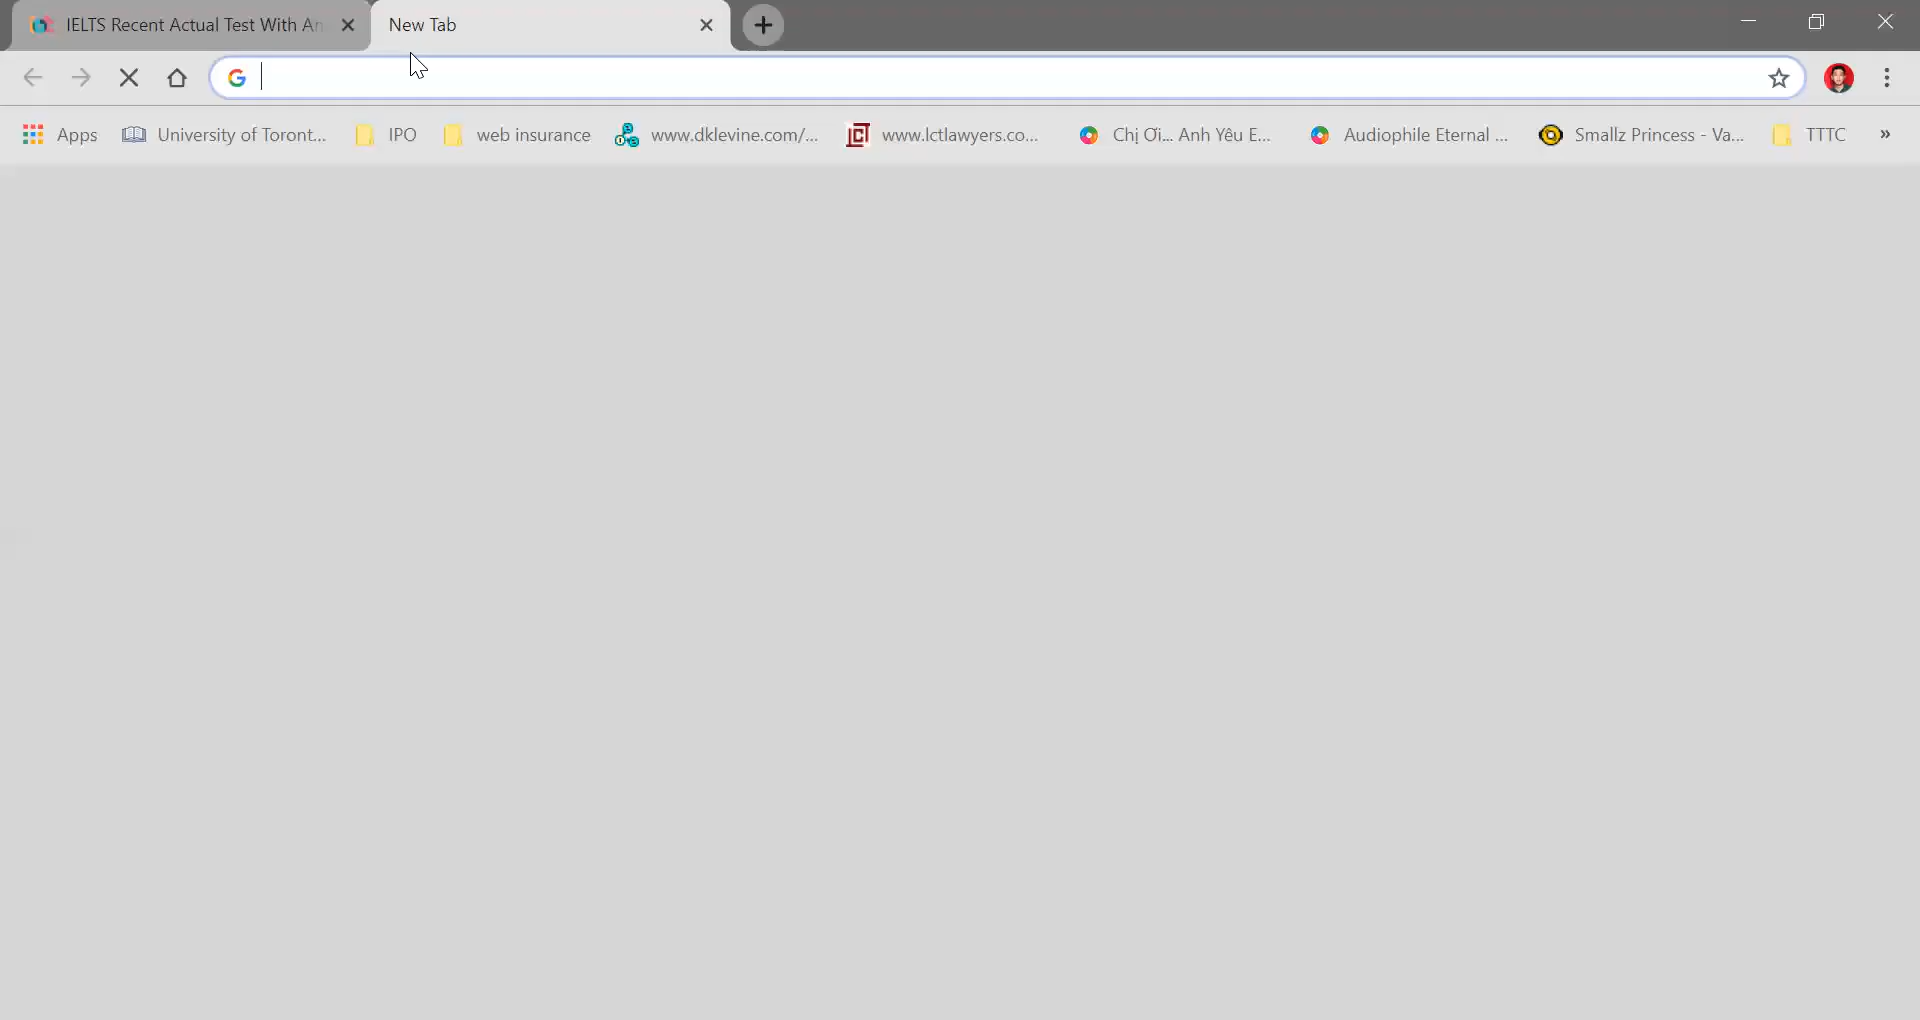 IELTS Recent Actual Test With An
New Tab
Apps
University of Toront...
IPO
web insurance
www.dklevine.com/...
www.lctlawyers.co...
Chị Ơi... Anh Yêu E...
Audiophile Eternal ...
Smallz Princess - Va...
TTTC
»